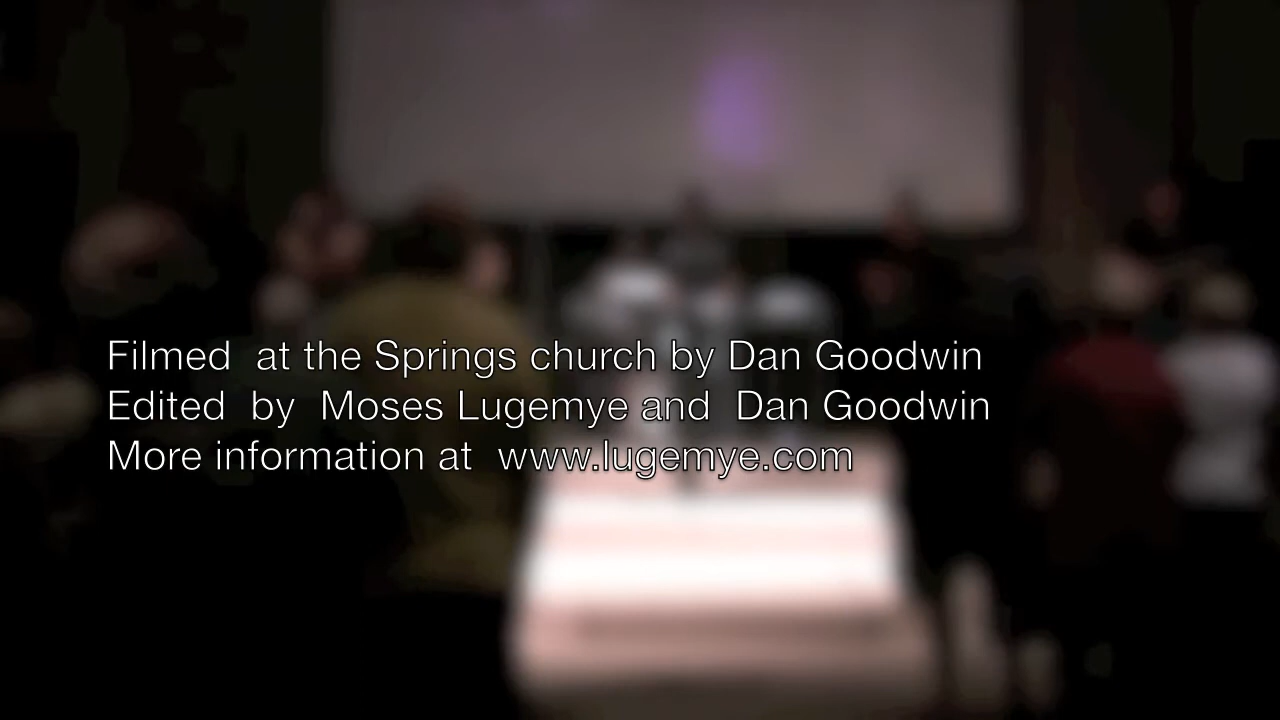 Filmed  at the Springs church by Dan Goodwin
Edited  by  Moses Lugemye and  Dan Goodwin
More information at  www.lugemye.com